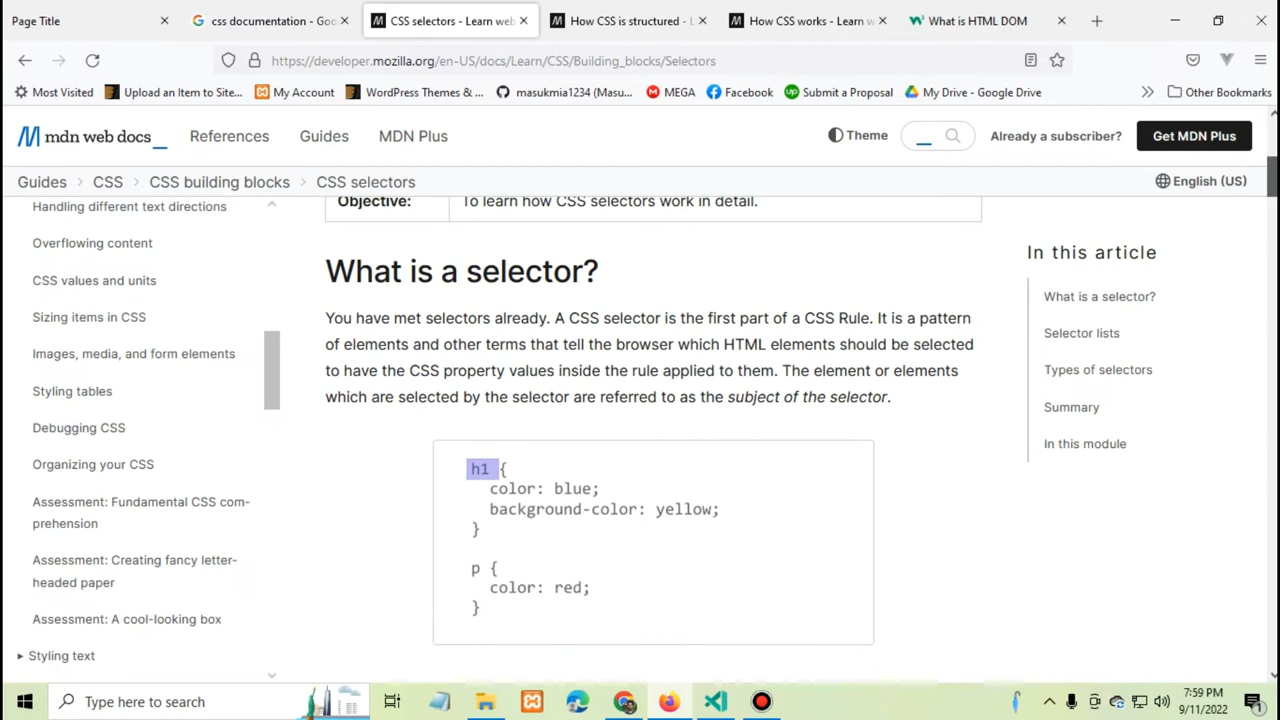 Page Title
css documentation - Goo
CSS selectors - Learn web
How CSS is structured - L
How CSS works - Learn w
What is HTML DOM
https://developer.mozilla.org/en-US/docs/Learn/CSS/Building_blocks/Selectors
Most Visited
Upload an Item to Site...
My Account
WordPress Themes & ...
masukmia1234 (Masu...
MEGA
Facebook
Submit a Proposal
My Drive - Google Drive
Other Bookmarks
mdn web docs
References
Guides
MDN Plus
Theme
Already a subscriber?
Get MDN Plus
Guides
CSS
CSS building blocks
CSS selectors
English (US)
Handling different text directions
Overflowing content
CSS values and units
Sizing items in CSS
Images, media, and form elements
Styling tables
Debugging CSS
Organizing your CSS
Assessment: Fundamental CSS com-
prehension
Assessment: Creating fancy letter-
headed paper
Assessment: A cool-looking box
Styling text
Objective:
To learn how CSS selectors work in detail.
What is a selector?
You have met selectors already. A CSS selector is the first part of a CSS Rule. It is a pattern
of elements and other terms that tell the browser which HTML elements should be selected
to have the CSS property values inside the rule applied to them. The element or elements
which are selected by the selector are referred to as the subject of the selector.
h1 {
color: blue;
background-color: yellow;
}
p {
color: red;
}
In this article
What is a selector?
Selector lists
Types of selectors
Summary
In this module
Type here to search
7:59 PM
9/11/2022
1